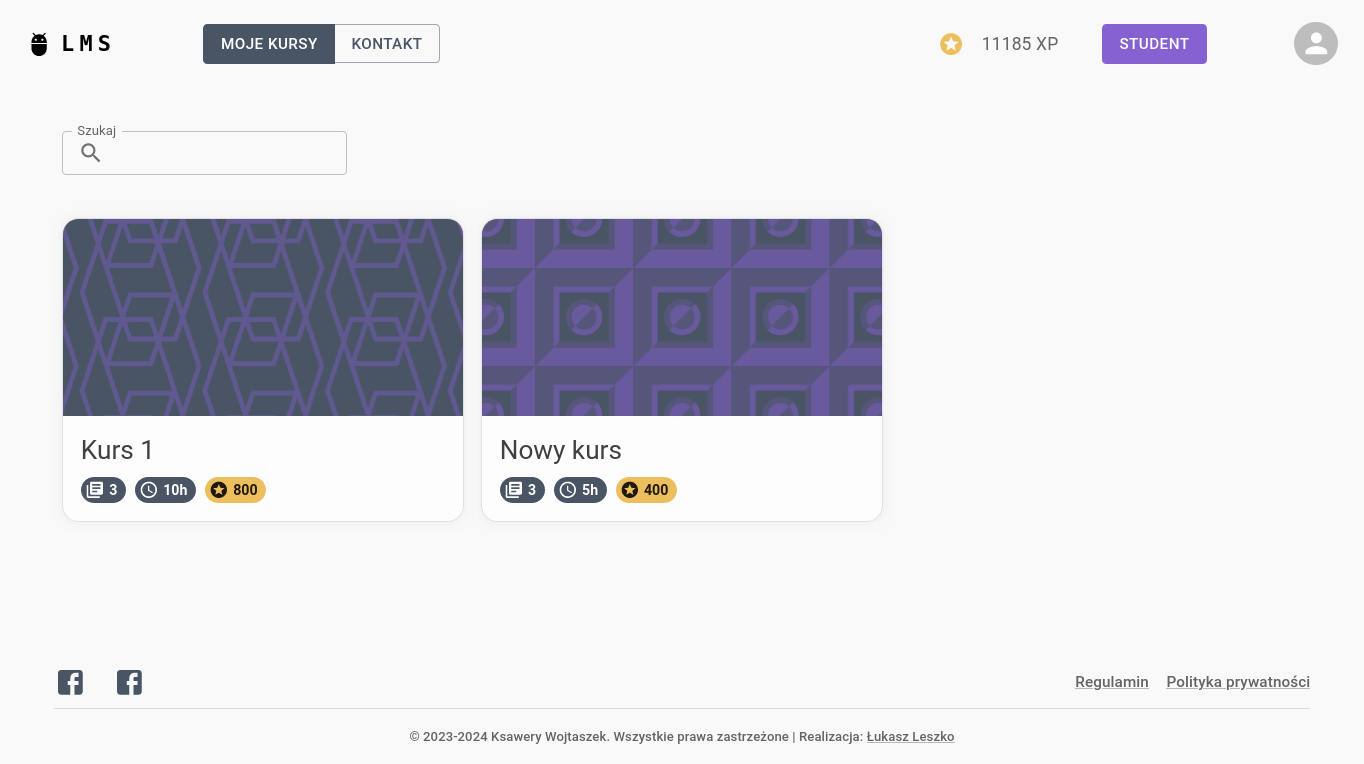 LMS
MOJE KURSY
KONTAKT
11185 XP
STUDENT
Szukaj
Kurs 1
3
10h
800
Nowy kurs
3
5h
400
Regulamin
Polityka prywatności
© 2023-2024 Ksawery Wojtaszek. Wszystkie prawa zastrzeżone | Realizacja: Łukasz Leszko